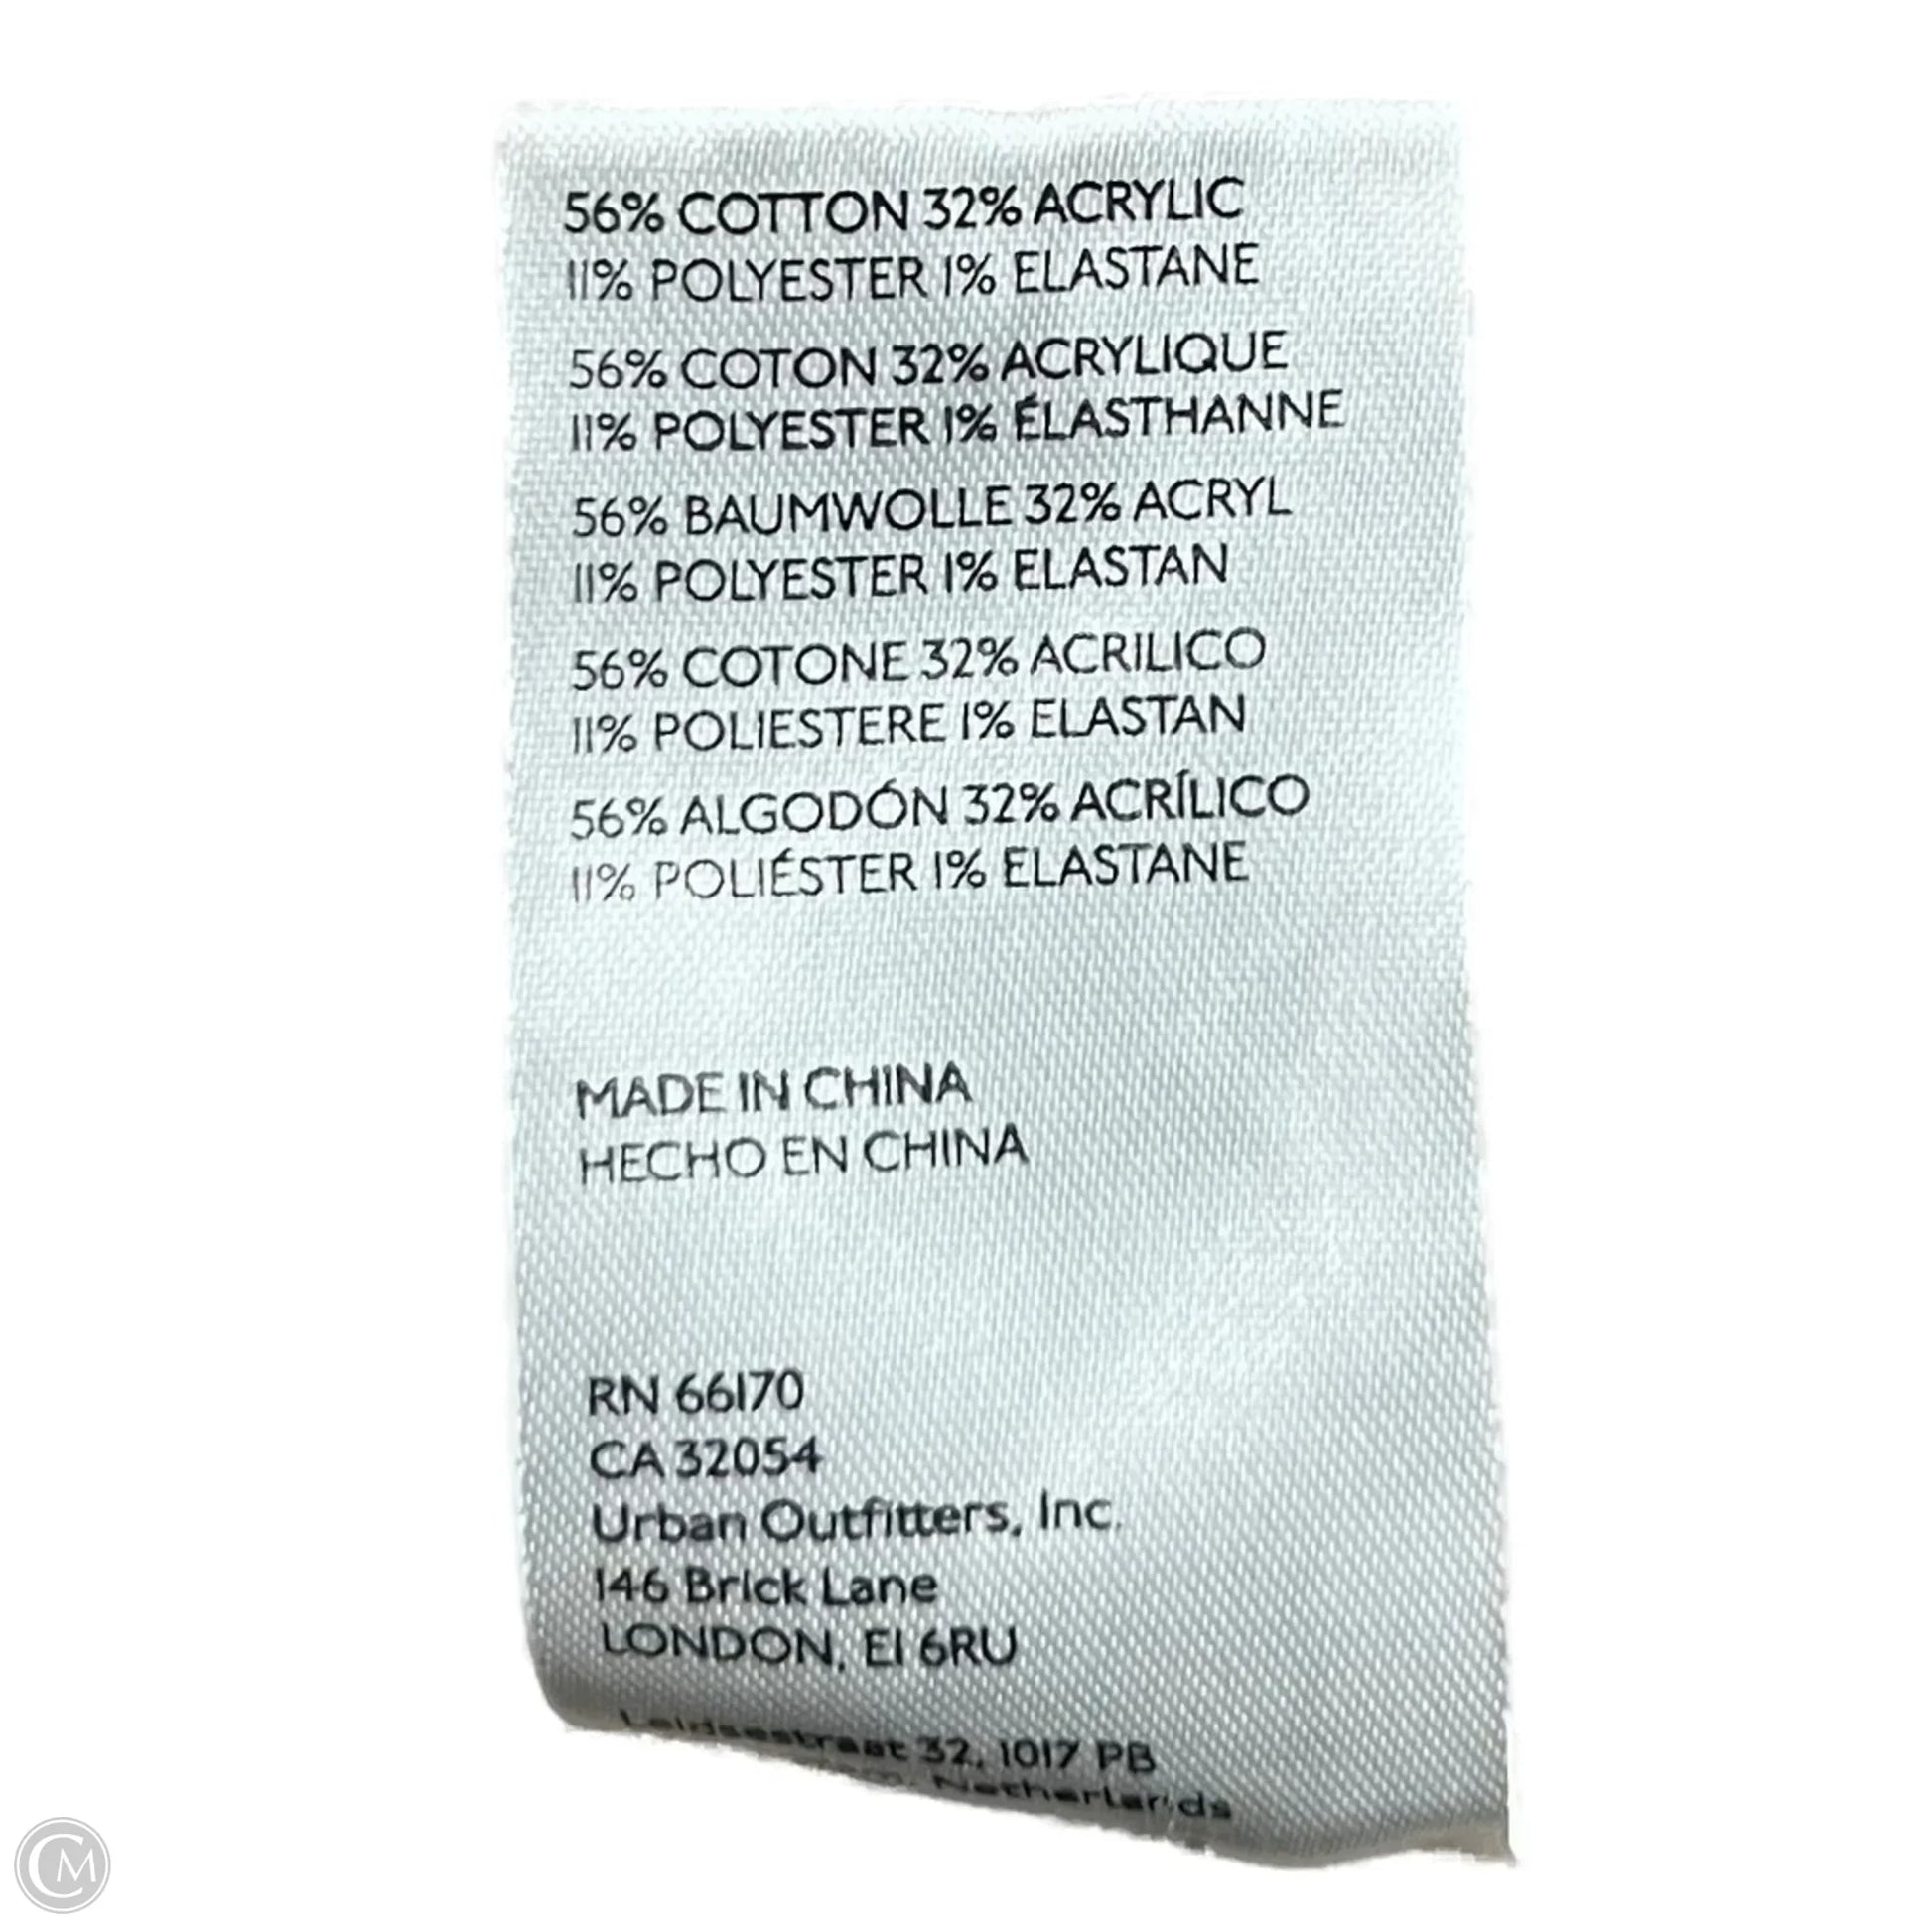 56% COTTON 32% ACRYLIC
11% POLYESTER 1% ELASTANE
56% COTON 32% ACRYLIQUE
11% POLYESTER 1% ÉLASTHANNE
56% BAUMWOLLE 32% ACRYL
11% POLYESTER 1% ELASTAN
56% COTONE 32% ACRILICO
11% POLIESTERE 1% ELASTAN
56% ALGODÓN 32% ACRÍLICO
11% POLIÉSTER 1% ELASTANE
MADE IN CHINA
HECHO EN CHINA
RN 66170
CA 32054
Urban Outfitters, Inc.
146 Brick Lane
LONDON, E1 6RU
Leidsestraat 32, 1017 PB
Netherlands
CM